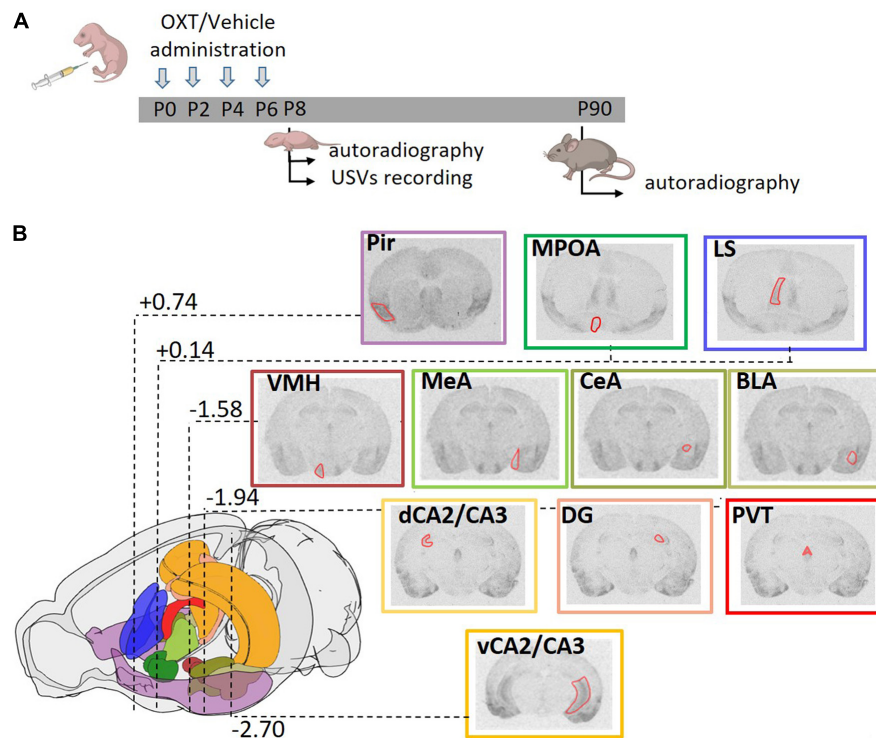 A
OXT/Vehicle
administration
P0 P2 P4 P6 P8 P90
autoradiography
USVs recording
autoradiography
B
Pir MPOA LS
+0.74
+0.14
VMH MeA CeA BLA
-1.58
-1.94
dCA2/CA3 DG PVT
vCA2/CA3
-2.70